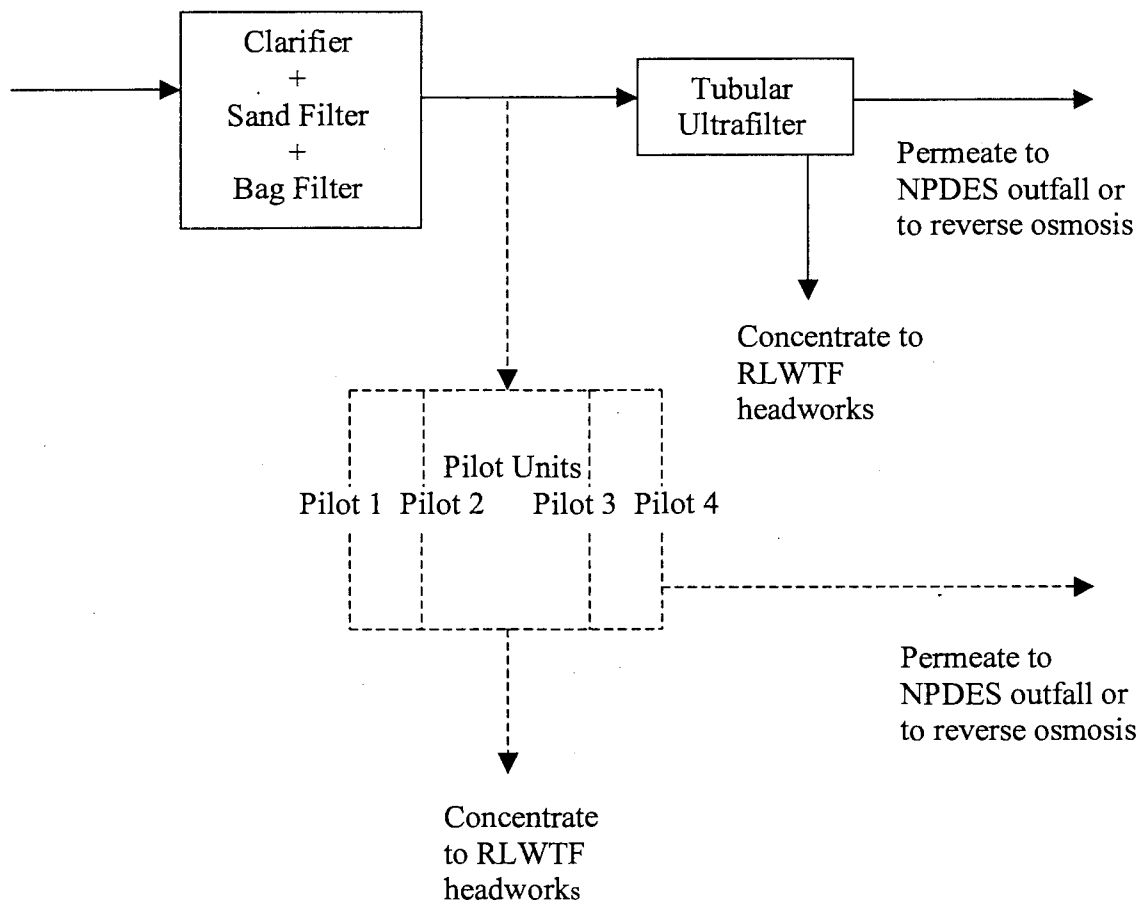 Clarifier
+
Sand Filter
+
Bag Filter
Tubular
Ultrafilter
Permeate to
NPDES outfall or
to reverse osmosis
Concentrate to
RLWTF
headworks
Pilot Units
Pilot 1 Pilot 2 Pilot 3 Pilot 4
Permeate to
NPDES outfall or
to reverse osmosis
Concentrate
to RLWTF
headworks